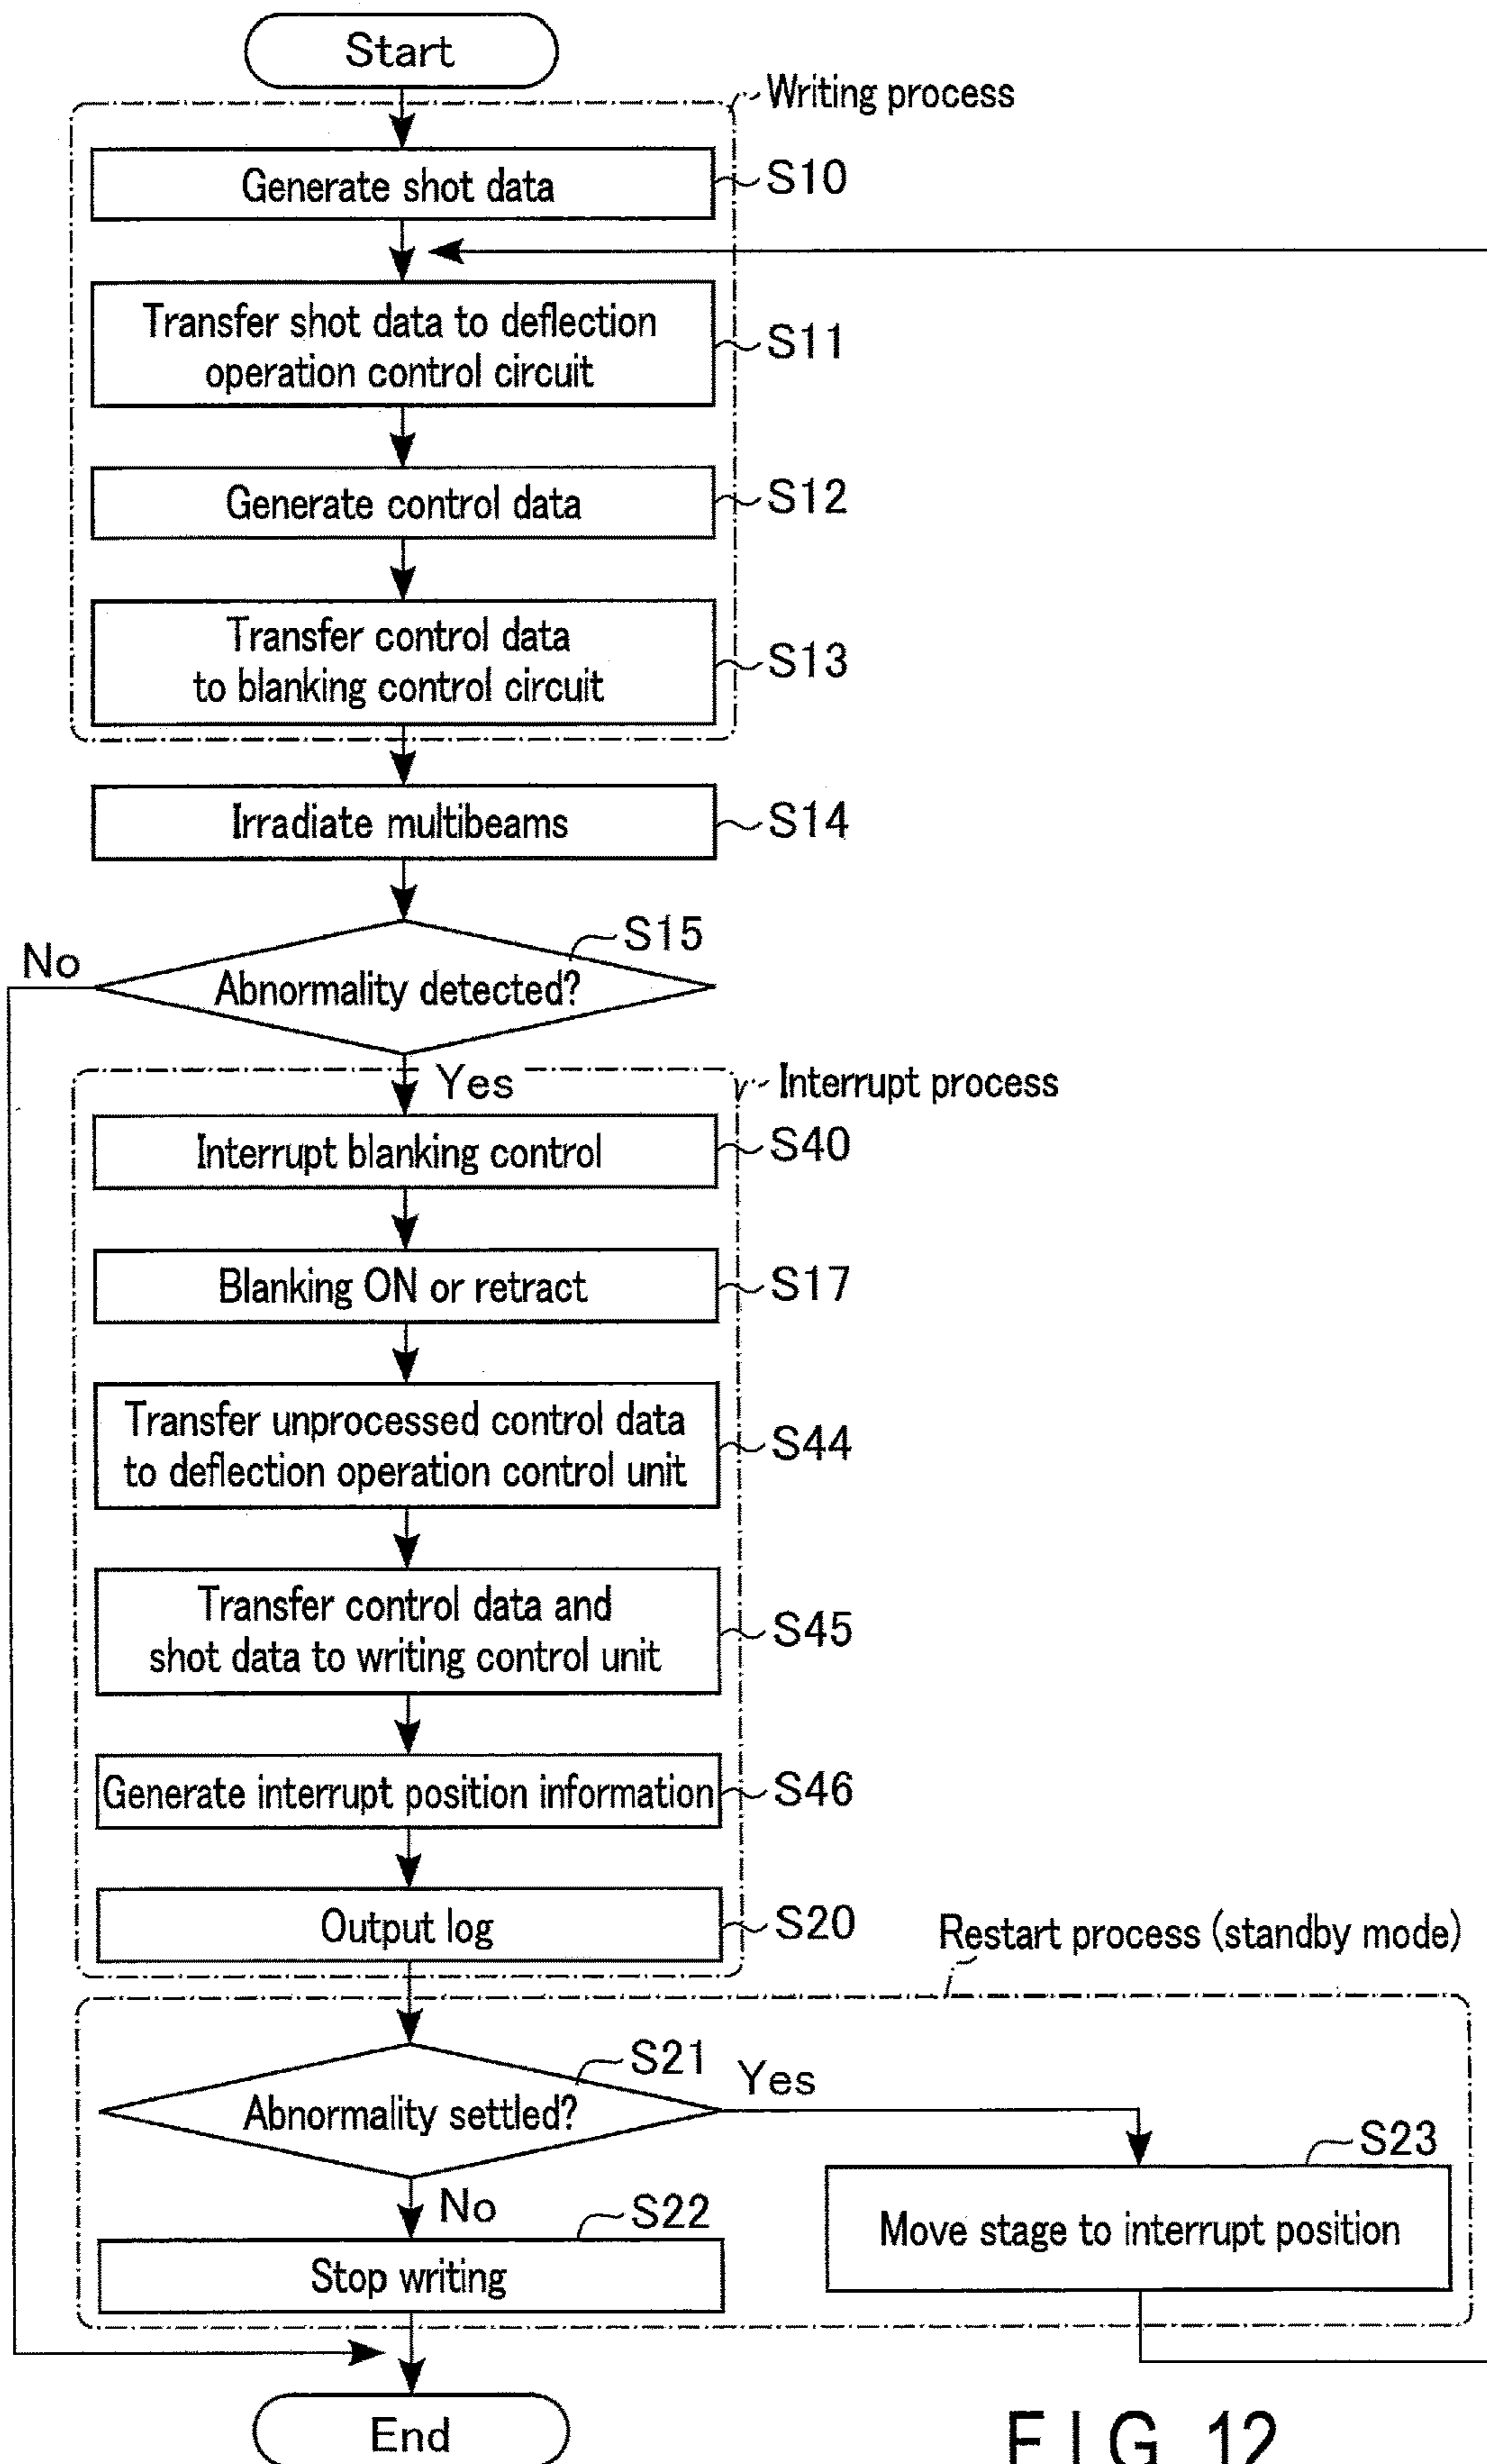 Start
Writing process
Generate shot data
S10
Transfer shot data to deflection
operation control circuit
S11
Generate control data
S12
Transfer control data
to blanking control circuit
S13
Irradiate multibeams
S14
S15
No
Abnormality detected?
Yes
Interrupt process
Interrupt blanking control
S40
Blanking ON or retract
S17
Transfer unprocessed control data
to deflection operation control unit
S44
Transfer control data and
shot data to writing control unit
S45
Generate interrupt position information
S46
Output log
S20
Restart process (standby mode)
S21
Yes
Abnormality settled?
S23
No
S22
Move stage to interrupt position
Stop writing
End
FIG. 12